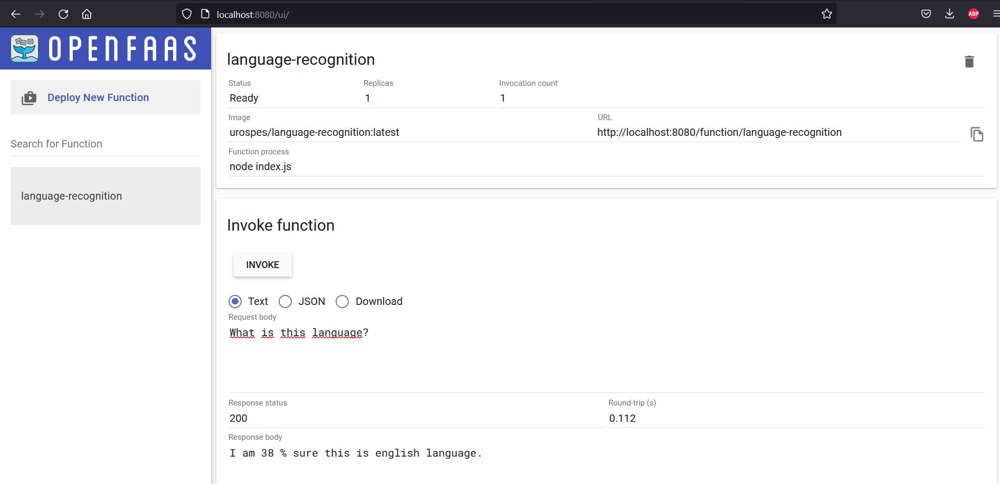 localhost:8080/ui/
ABP
OPENFAAS
Deploy New Function
Search for Function
language-recognition
language-recognition
Status Replicas Invocation count
Ready 1 1
Image URL
urospes/language-recognition:latest http://localhost:8080/function/language-recognition
Function process
node index.js
Invoke function
INVOKE
Text JSON Download
Request body
What is this language?
Response status Round-trip (s)
200 0.112
Response body
I am 38 % sure this is english language.